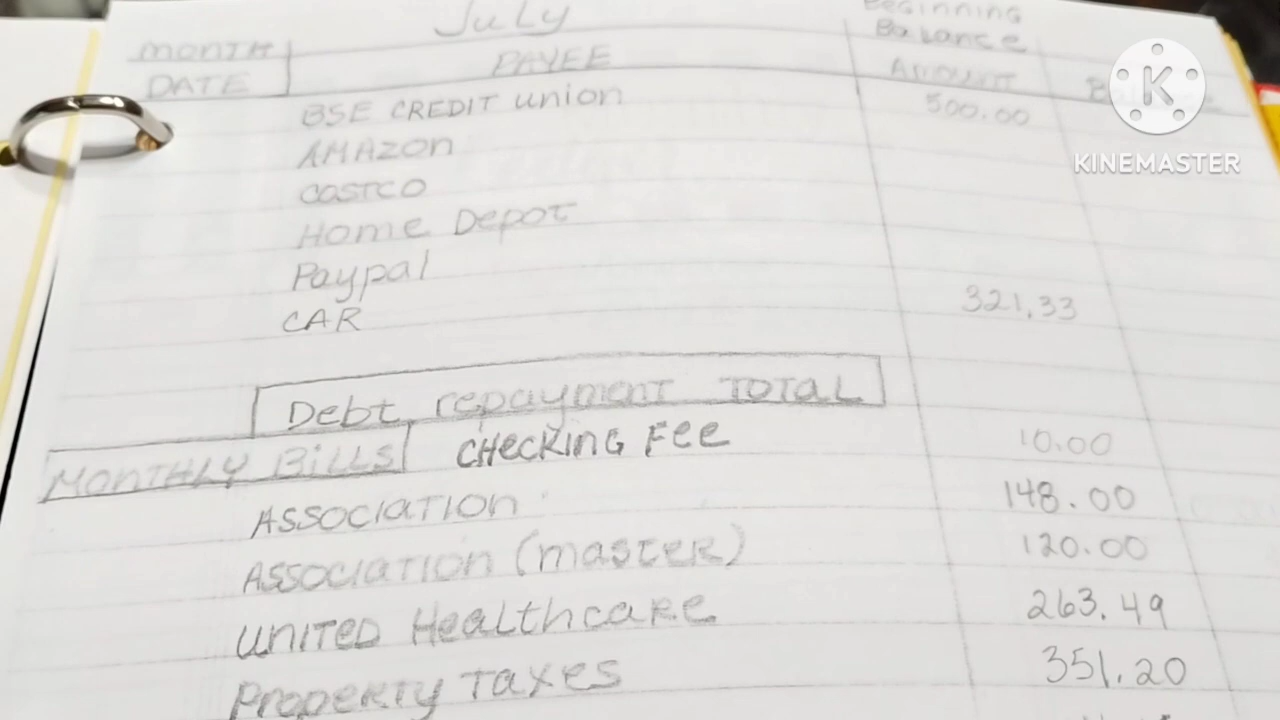 July
Beginning
Balance
MONTH
DATE PAYEE AMOUNT
BSE CREDIT union 500.00
AMAZON
COSTCO
Home Depot
Paypal
CAR 321.33
Debt repayment TOTAL
MONTHLY BILLS CHECKING FEE 10.00
ASSOCIATION 148.00
ASSOCIATION (MASTER) 120.00
UNITED Healthcare 263.49
PROPERTY TAXES 351.20
K
KINEMASTER